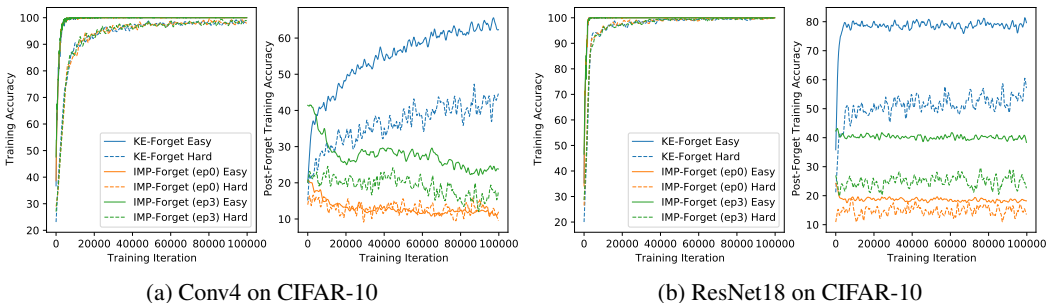 100
90
80
70
60
50
40
30
20
Training Accuracy
0 20000 40000 60000 80000 100000
Training Iteration
KE-Forget Easy
KE-Forget Hard
IMP-Forget (ep0) Easy
IMP-Forget (ep0) Hard
IMP-Forget (ep3) Easy
IMP-Forget (ep3) Hard
60
50
40
30
20
10
Post-Forget Training Accuracy
0 20000 40000 60000 80000 100000
Training Iteration
(a) Conv4 on CIFAR-10
100
90
80
70
60
50
40
30
20
Training Accuracy
0 20000 40000 60000 80000 100000
Training Iteration
KE-Forget Easy
KE-Forget Hard
IMP-Forget (ep0) Easy
IMP-Forget (ep0) Hard
IMP-Forget (ep3) Easy
IMP-Forget (ep3) Hard
80
70
60
50
40
30
20
10
Post-Forget Training Accuracy
0 20000 40000 60000 80000 100000
Training Iteration
(b) ResNet18 on CIFAR-10